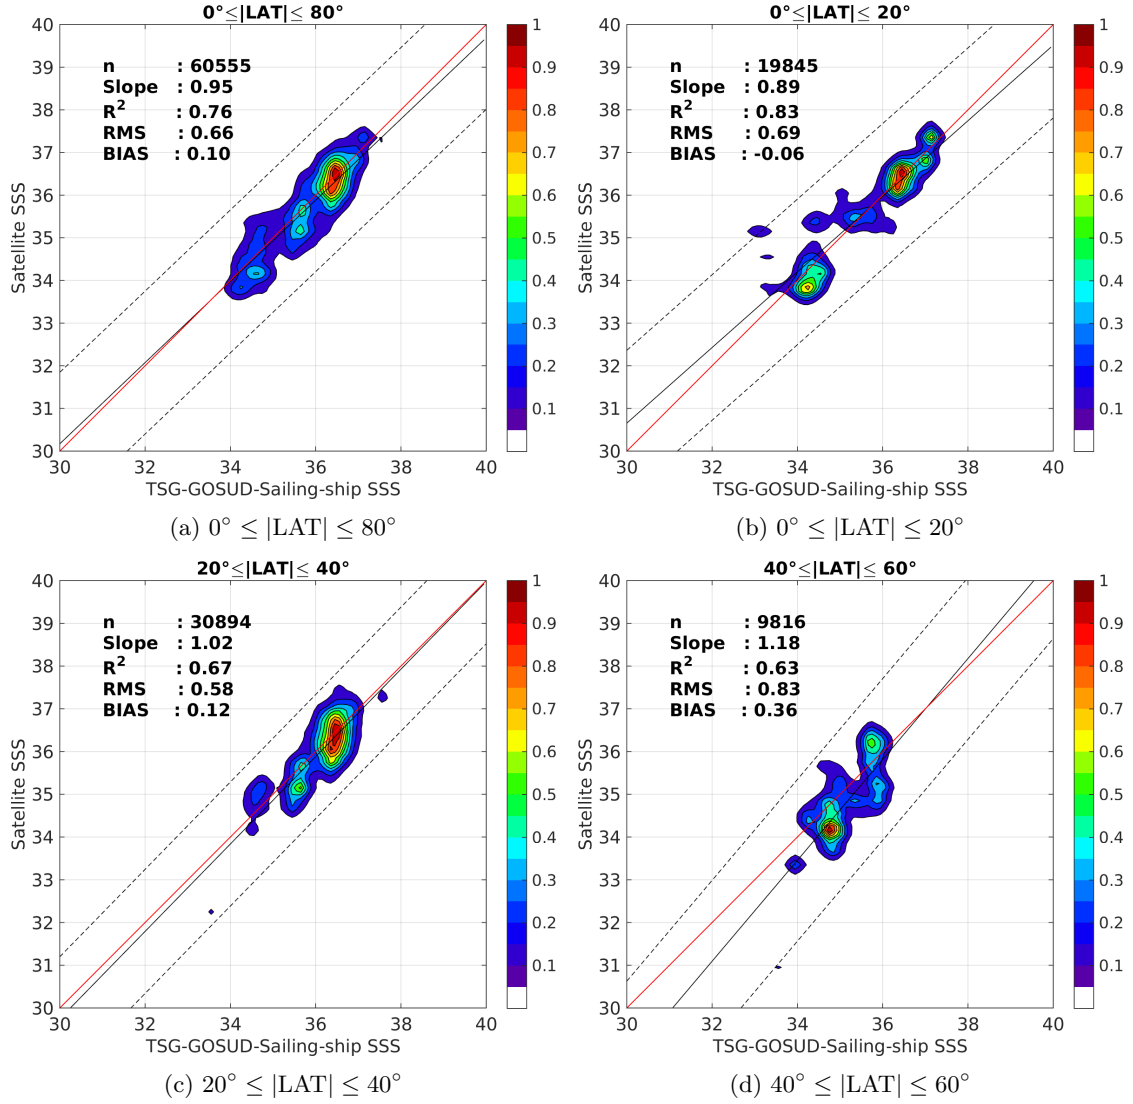 0°≤|LAT|≤ 80°
n : 60555
Slope : 0.95
R² : 0.76
RMS : 0.66
BIAS : 0.10
40
39
38
37
36
35
34
33
32
31
30
30 32 34 36 38 40
Satellite SSS
TSG-GOSUD-Sailing-ship SSS
1
0.9
0.8
0.7
0.6
0.5
0.4
0.3
0.2
0.1
(a) 0° ≤ |LAT| ≤ 80°
0°≤|LAT|≤ 20°
n : 19845
Slope : 0.89
R² : 0.83
RMS : 0.69
BIAS : -0.06
40
39
38
37
36
35
34
33
32
31
30
30 32 34 36 38 40
Satellite SSS
TSG-GOSUD-Sailing-ship SSS
1
0.9
0.8
0.7
0.6
0.5
0.4
0.3
0.2
0.1
(b) 0° ≤ |LAT| ≤ 20°
20°≤|LAT|≤ 40°
n : 30894
Slope : 1.02
R² : 0.67
RMS : 0.58
BIAS : 0.12
40
39
38
37
36
35
34
33
32
31
30
30 32 34 36 38 40
Satellite SSS
TSG-GOSUD-Sailing-ship SSS
1
0.9
0.8
0.7
0.6
0.5
0.4
0.3
0.2
0.1
(c) 20° ≤ |LAT| ≤ 40°
40°≤|LAT|≤ 60°
n : 9816
Slope : 1.18
R² : 0.63
RMS : 0.83
BIAS : 0.36
40
39
38
37
36
35
34
33
32
31
30
30 32 34 36 38 40
Satellite SSS
TSG-GOSUD-Sailing-ship SSS
1
0.9
0.8
0.7
0.6
0.5
0.4
0.3
0.2
0.1
(d) 40° ≤ |LAT| ≤ 60°